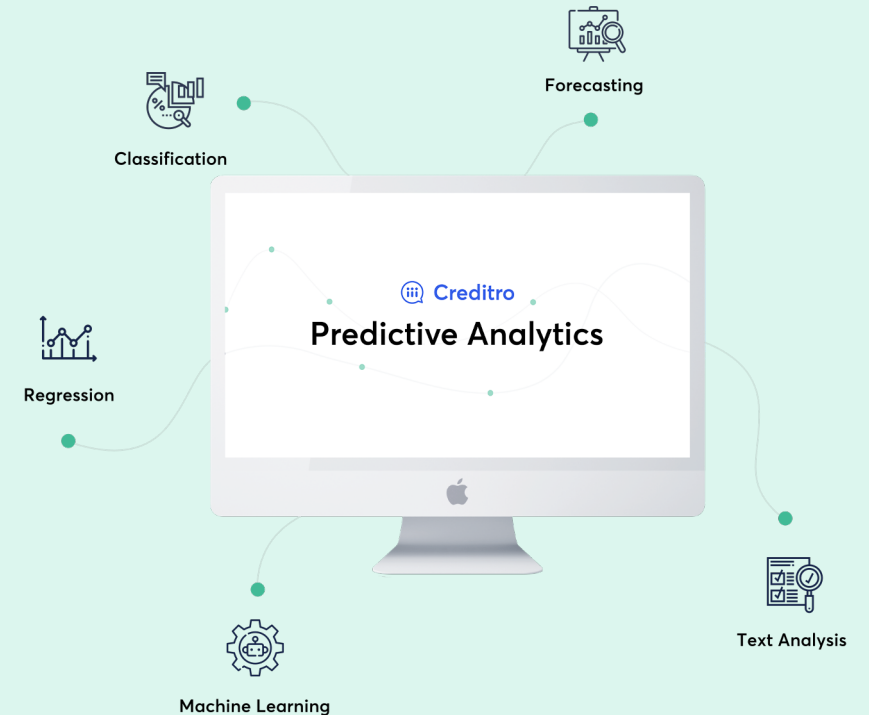 Forecasting
Classification
Creditro
Predictive Analytics
Regression
Text Analysis
Machine Learning